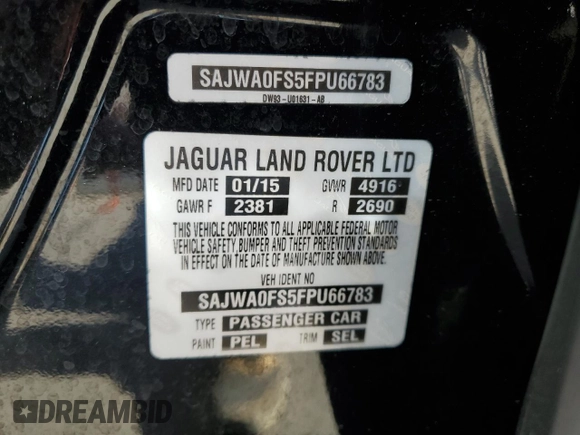 SAJWA0FS5FPU66783
DW93-U01631-AB
JAGUAR LAND ROVER LTD
MFD DATE 01/15 GVWR 4916
GAWR F 2381 R 2690
THIS VEHICLE CONFORMS TO ALL APPLICABLE FEDERAL MOTOR
VEHICLE SAFETY,BUMPER AND THEFT PREVENTION STANDARDS
IN EFFECT ON THE DATE OF MANUFACTURE SHOWN ABOVE.
VEH IDENT NO
SAJWA0FS5FPU66783
TYPE PASSENGER CAR
PAINT PEL TRIM SEL
DREAMBID